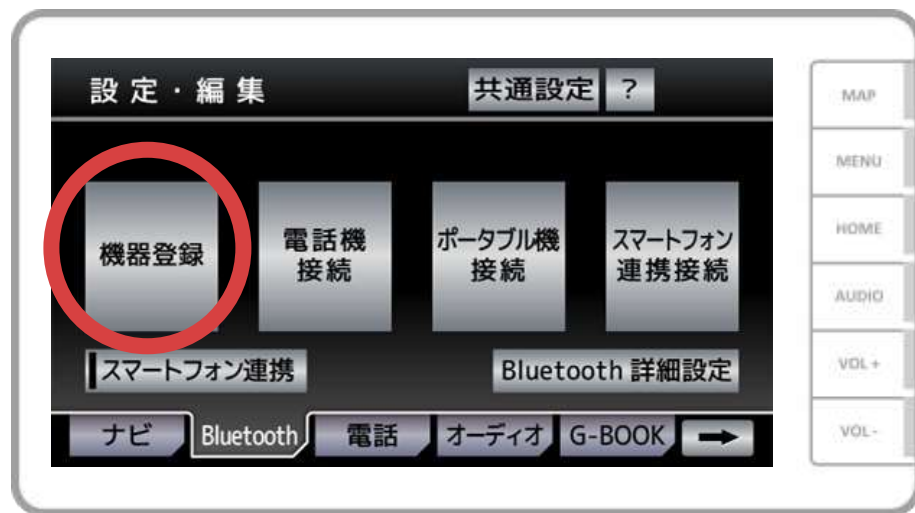 設定・編集
共通設定
?
機器登録
電話機
接続
ポータブル機
接続
スマートフォン
連携接続
スマートフォン連携
Bluetooth 詳細設定
ナビ
Bluetooth
電話
オーディオ
G-BOOK
MAP
MENU
HOME
AUDIO
VOL+
VOL-